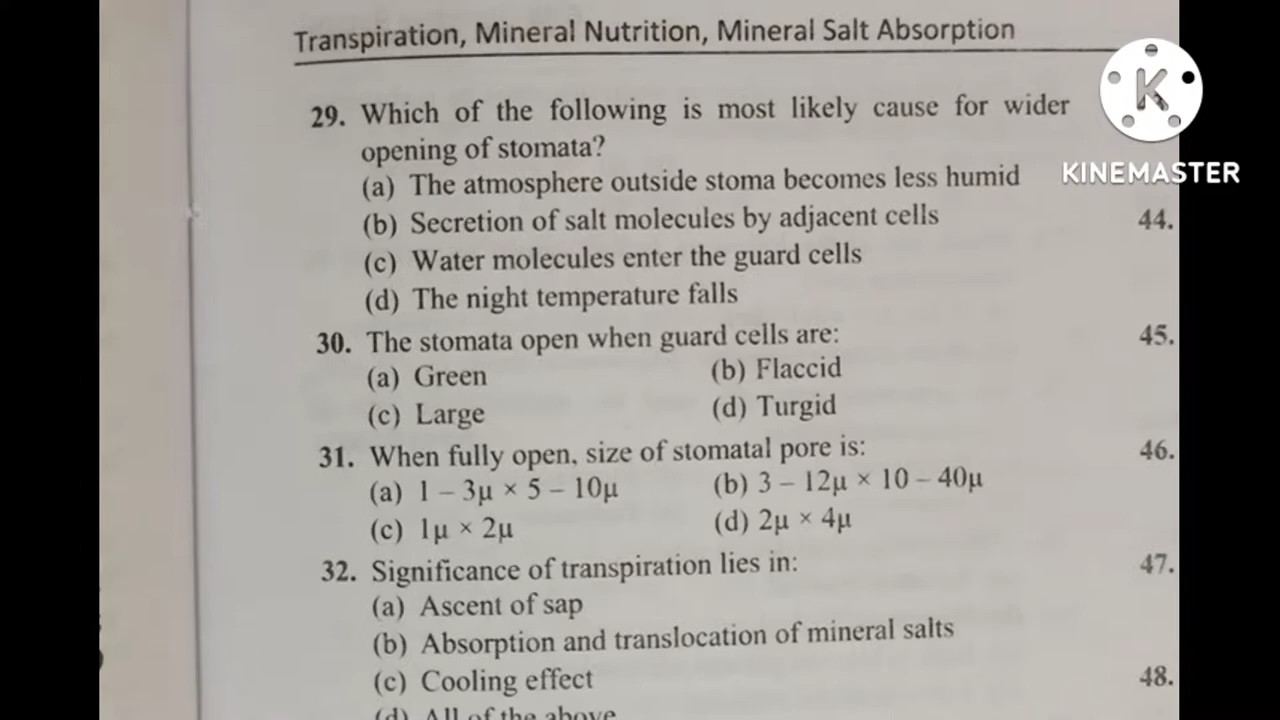 Transpiration, Mineral Nutrition, Mineral Salt Absorption
K
KINEMASTER
29. Which of the following is most likely cause for wider
opening of stomata?
(a) The atmosphere outside stoma becomes less humid
(b) Secretion of salt molecules by adjacent cells
44.
(c) Water molecules enter the guard cells
(d) The night temperature falls
30. The stomata open when guard cells are:
45.
(a) Green (b) Flaccid
(c) Large (d) Turgid
31. When fully open, size of stomatal pore is:
46.
(a) 1 – 3μ × 5 – 10μ (b) 3 – 12μ × 10 – 40μ
(c) 1μ × 2μ (d) 2μ × 4μ
32. Significance of transpiration lies in:
47.
(a) Ascent of sap
(b) Absorption and translocation of mineral salts
(c) Cooling effect
48.
(d) All of the above